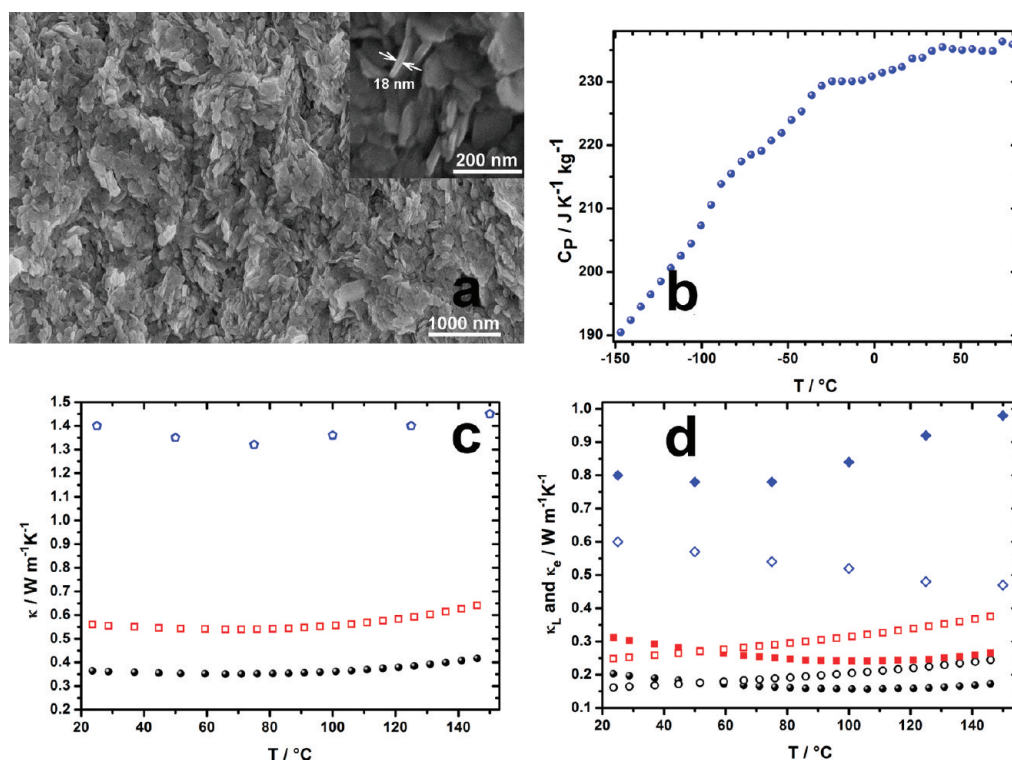 18 nm
200 nm
a
1000 nm
230
220
210
200
190
C_P / J K⁻¹ kg⁻¹
b
-150 -100 -50 0 50
T / °C
1.5
1.4
1.3
1.2
1.1
1.0
0.9
0.8
0.7
0.6
0.5
0.4
0.3
0.2
κ / W m⁻¹K⁻¹
c
20 40 60 80 100 120 140
T / °C
1.0
0.9
0.8
0.7
0.6
0.5
0.4
0.3
0.2
0.1
κ_L and κ_e / W m⁻¹K⁻¹
d
20 40 60 80 100 120 140
T / °C